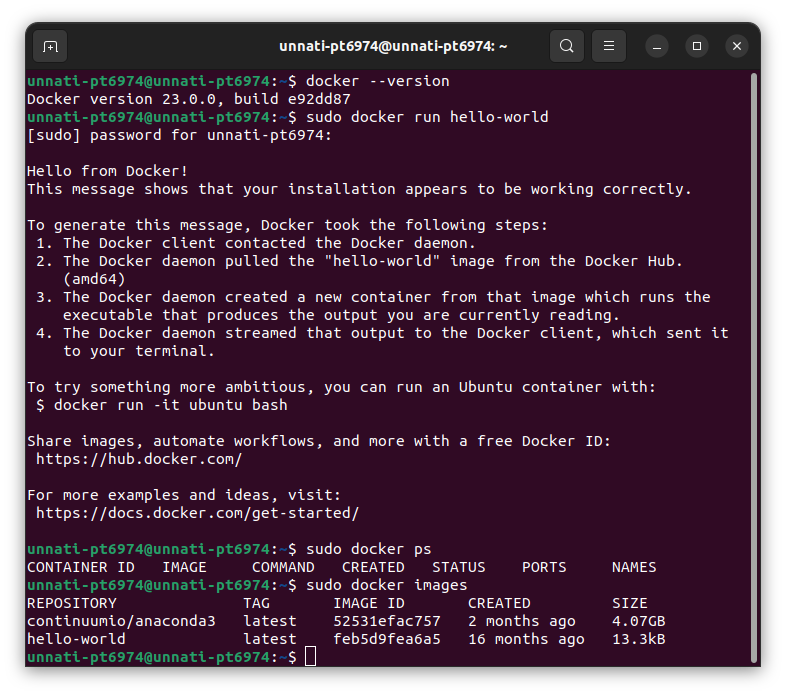 unnati-pt6974@unnati-pt6974: ~
unnati-pt6974@unnati-pt6974:~$ docker --version
Docker version 23.0.0, build e92dd87
unnati-pt6974@unnati-pt6974:~$ sudo docker run hello-world
[sudo] password for unnati-pt6974:

Hello from Docker!
This message shows that your installation appears to be working correctly.

To generate this message, Docker took the following steps:
 1. The Docker client contacted the Docker daemon.
 2. The Docker daemon pulled the "hello-world" image from the Docker Hub.
    (amd64)
 3. The Docker daemon created a new container from that image which runs the
    executable that produces the output you are currently reading.
 4. The Docker daemon streamed that output to the Docker client, which sent it
    to your terminal.

To try something more ambitious, you can run an Ubuntu container with:
 $ docker run -it ubuntu bash

Share images, automate workflows, and more with a free Docker ID:
 https://hub.docker.com/

For more examples and ideas, visit:
 https://docs.docker.com/get-started/

unnati-pt6974@unnati-pt6974:~$ sudo docker ps
CONTAINER ID   IMAGE     COMMAND   CREATED   STATUS    PORTS     NAMES
unnati-pt6974@unnati-pt6974:~$ sudo docker images
REPOSITORY              TAG       IMAGE ID       CREATED         SIZE
continuumio/anaconda3   latest    52531efac757   2 months ago    4.07GB
hello-world             latest    feb5d9fea6a5   16 months ago   13.3kB
unnati-pt6974@unnati-pt6974:~$